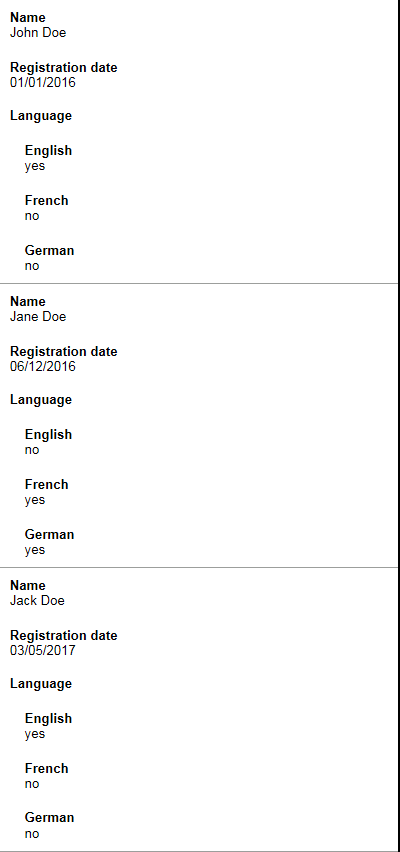 Name
John Doe
Registration date
01/01/2016
Language
English
yes
French
no
German
no
Name
Jane Doe
Registration date
06/12/2016
Language
English
no
French
yes
German
yes
Name
Jack Doe
Registration date
03/05/2017
Language
English
yes
French
no
German
no